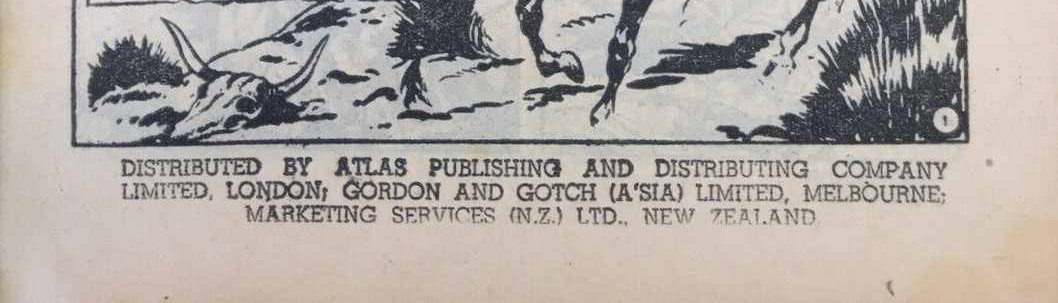 1
DISTRIBUTED BY ATLAS PUBLISHING AND DISTRIBUTING COMPANY
LIMITED, LONDON; GORDON AND GOTCH (A'SIA) LIMITED, MELBOURNE;
MARKETING SERVICES (N.Z.) LTD., NEW ZEALAND